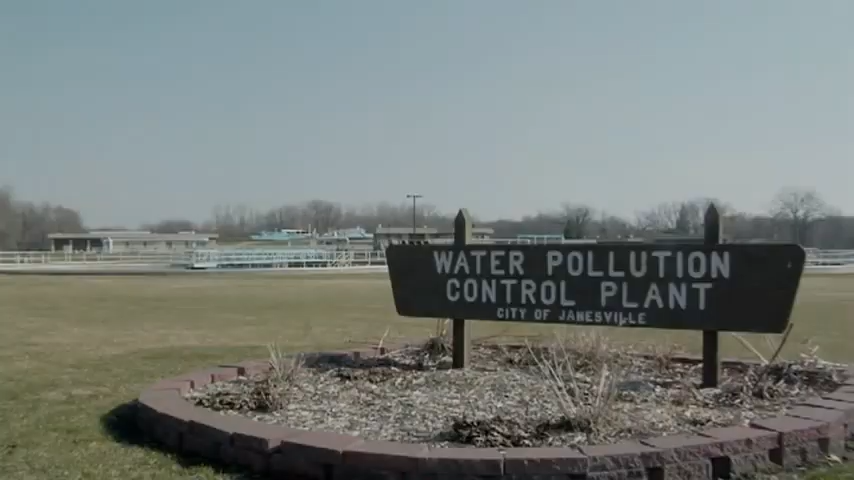 WATER POLLUTION
CONTROL PLANT
CITY OF JANESVILLE